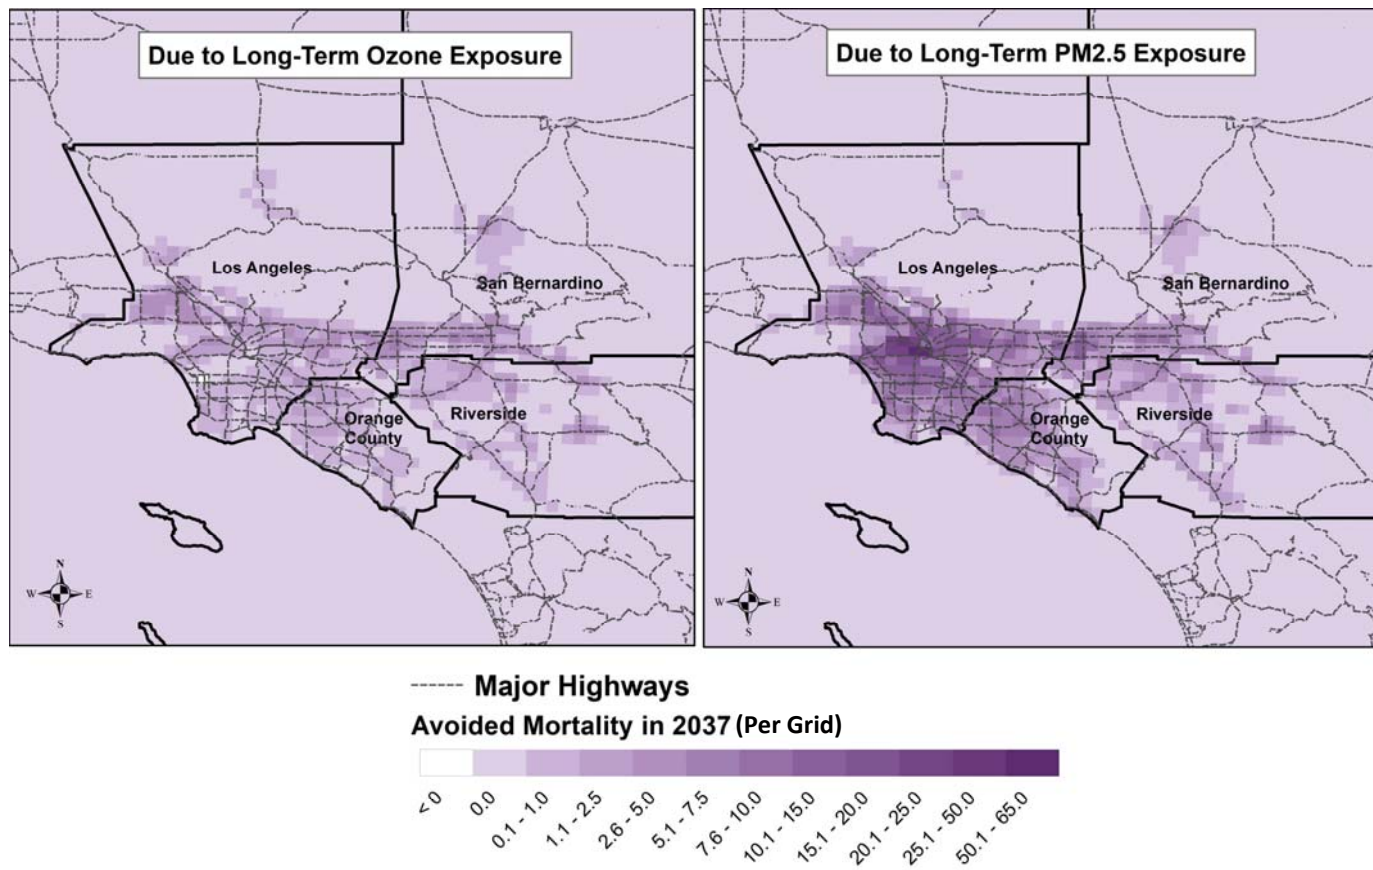 Due to Long-Term Ozone Exposure
Los Angeles
San Bernardino
Orange
County
Riverside
N
W E
S
Due to Long-Term PM2.5 Exposure
Los Angeles
San Bernardino
Orange
County
Riverside
N
W E
S
Major Highways
Avoided Mortality in 2037 (Per Grid)
< 0
0.0
0.1 - 1.0
1.1 - 2.5
2.6 - 5.0
5.1 - 7.5
7.6 - 10.0
10.1 - 15.0
15.1 - 20.0
20.1 - 25.0
25.1 - 50.0
50.1 - 65.0